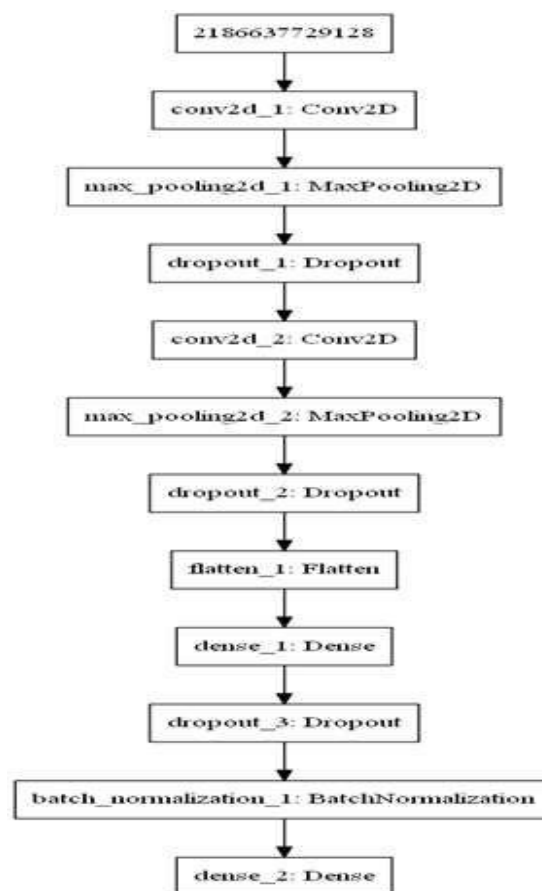 2186637729128
conv2d_1: Conv2D
max_pooling2d_1: MaxPooling2D
dropout_1: Dropout
conv2d_2: Conv2D
max_pooling2d_2: MaxPooling2D
dropout_2: Dropout
flatten_1: Flatten
dense_1: Dense
dropout_3: Dropout
batch_normalization_1: BatchNormalization
dense_2: Dense